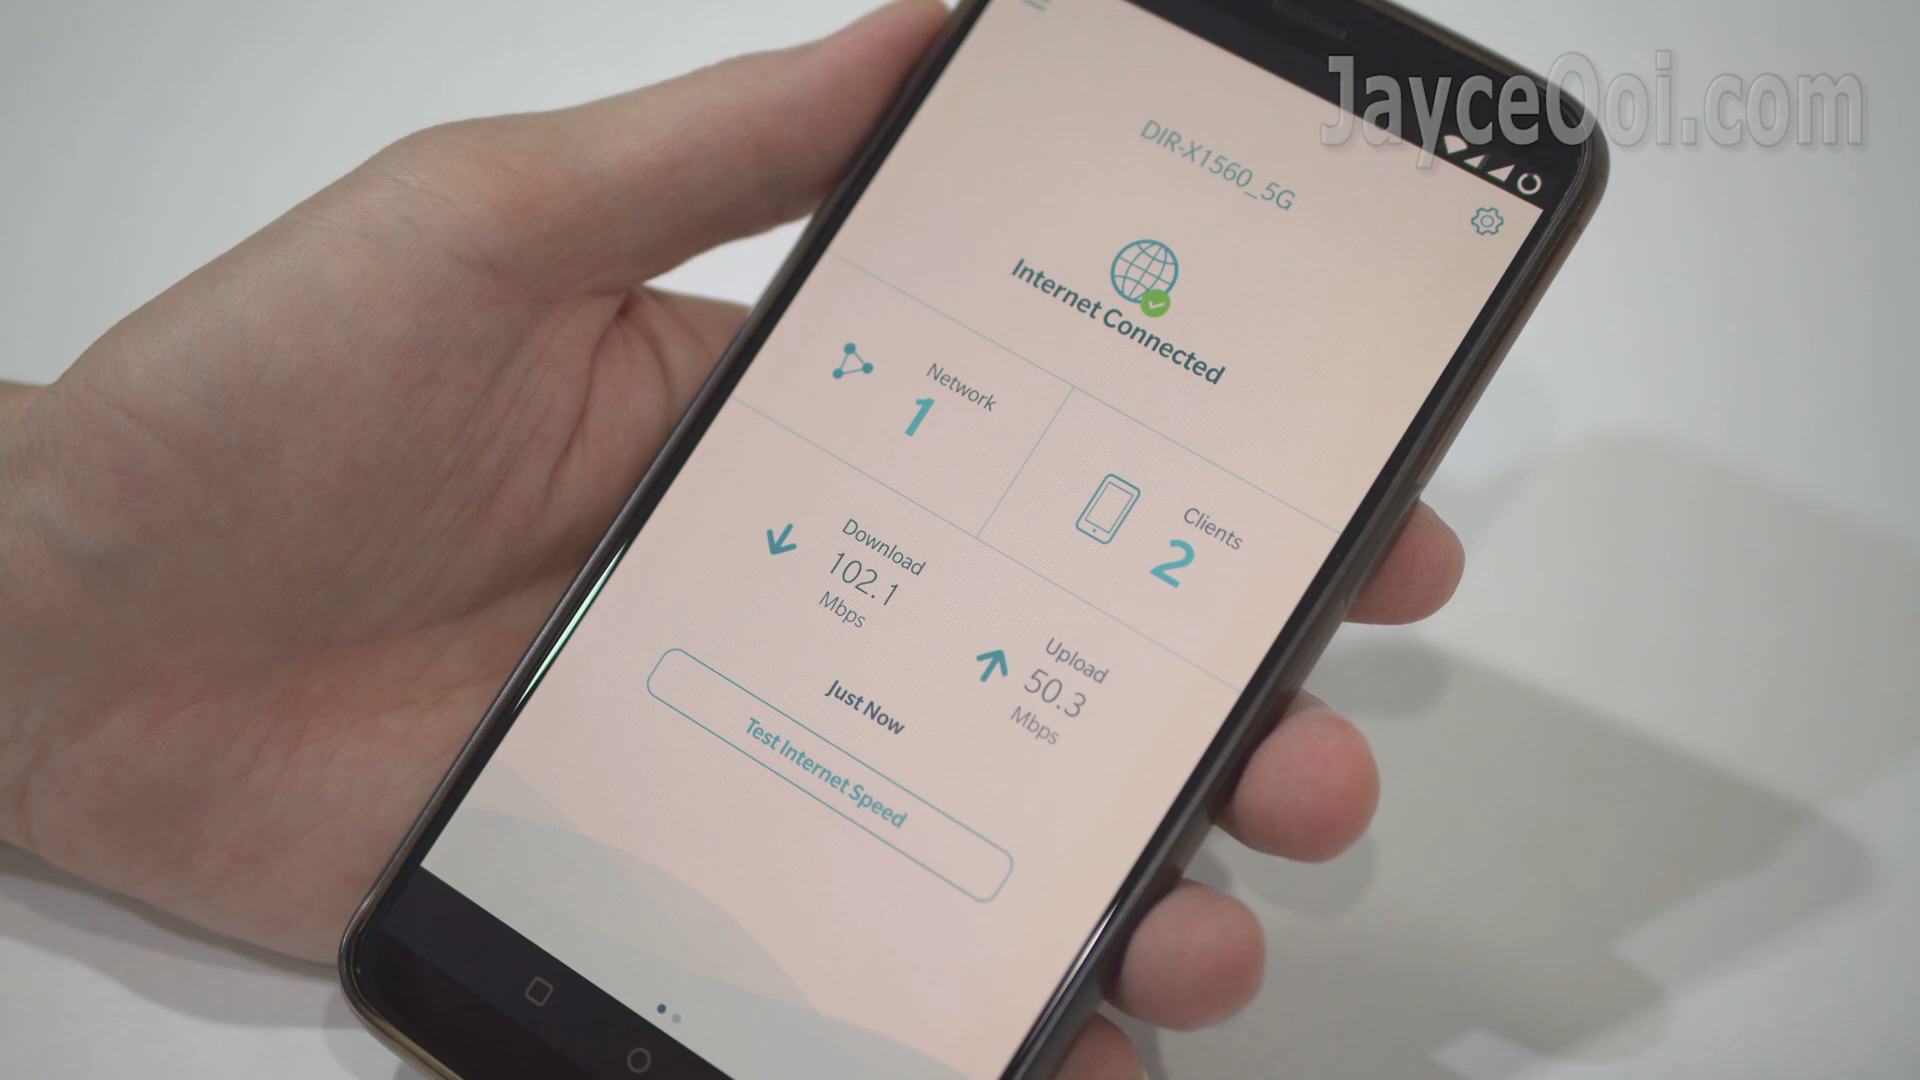 JayceOoi.com
DIR-X1560_5G
Internet Connected
Network
1
Clients
2
Download
102.1
Mbps
Upload
50.3
Mbps
Just Now
Test Internet Speed